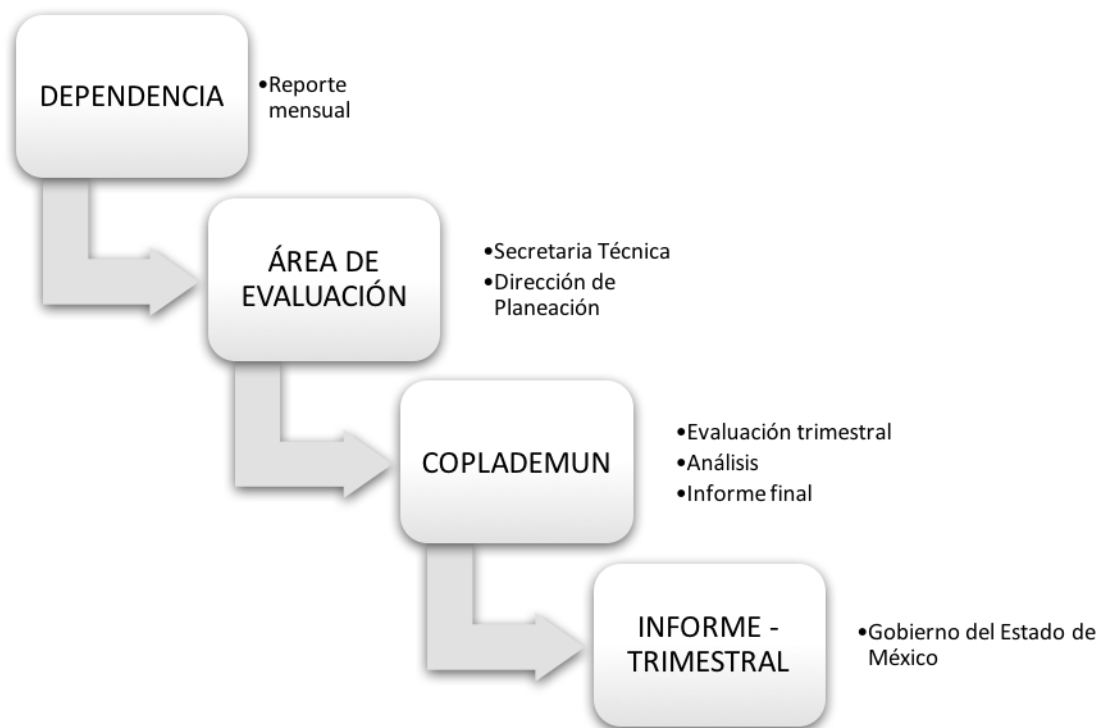 DEPENDENCIA
•Reporte
mensual
ÁREA DE
EVALUACIÓN
•Secretaria Técnica
•Dirección de
Planeación
COPLADEMUN
•Evaluación trimestral
•Análisis
•Informe final
INFORME -
TRIMESTRAL
•Gobierno del Estado de
México